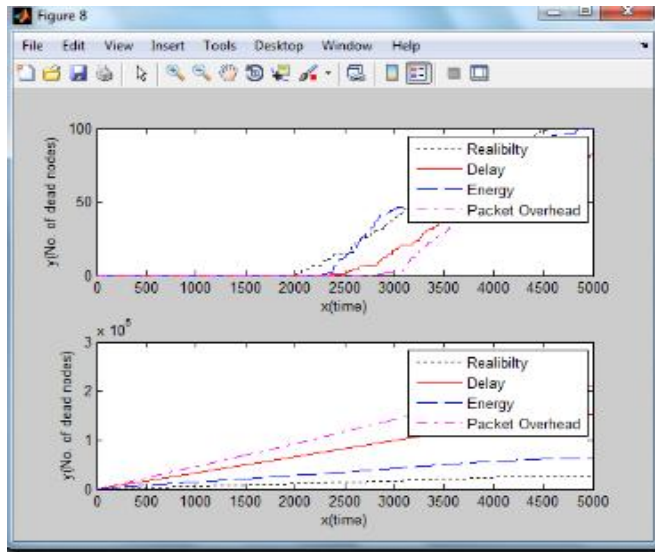 Figure 8
File Edit View Insert Tools Desktop Window Help
100
50
0
y(No. of dead nodes)
Realibilty
Delay
Energy
Packet Overhead
0 500 1000 1500 2000 2500 3000 3500 4000 4500 5000
x(time)
x 10^5
3
2
1
0
y(No. of dead nodes)
Realibilty
Delay
Energy
Packet Overhead
0 500 1000 1500 2000 2500 3000 3500 4000 4500 5000
x(time)